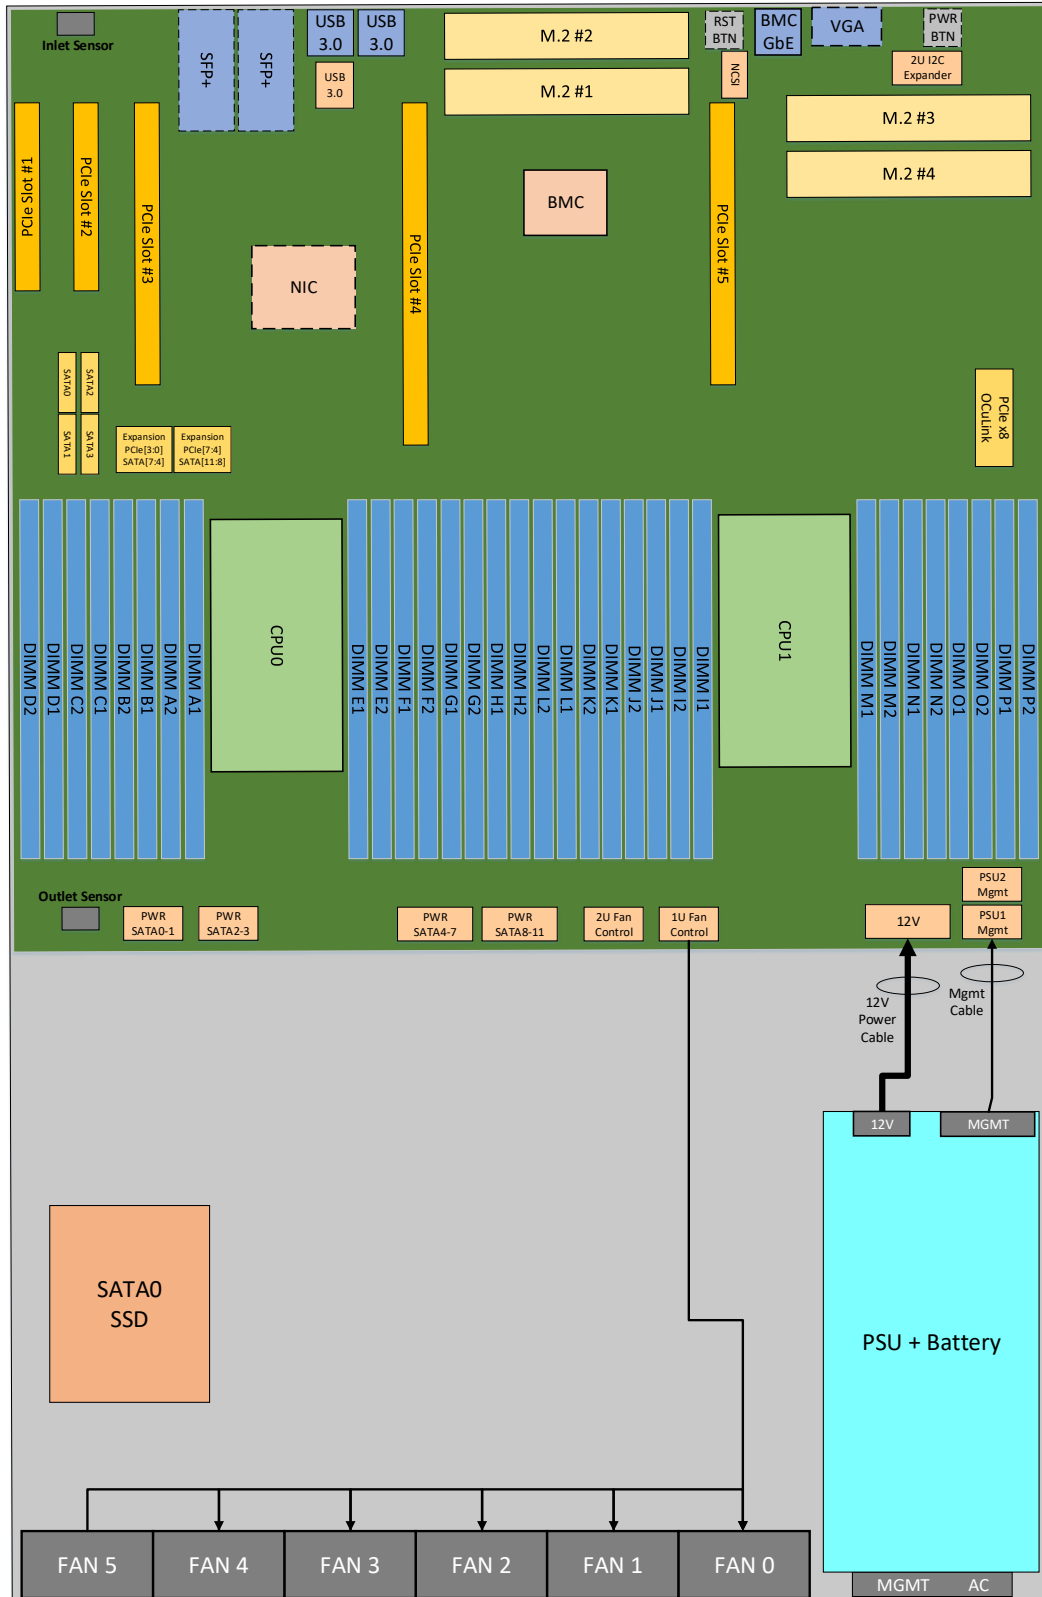 Inlet Sensor
SFP+
SFP+
USB
3.0
USB
3.0
USB
3.0
M.2 #2
M.2 #1
RST
BTN
NCSI
BMC
GbE
VGA
PWR
BTN
2U I2C
Expander
M.2 #3
M.2 #4
PCIe Slot #1
PCIe Slot #2
PCIe Slot #3
PCIe Slot #4
PCIe Slot #5
BMC
NIC
SATA0
SATA2
SATA1
SATA3
Expansion
PCIe[3:0]
SATA[7:4]
Expansion
PCIe[7:4]
SATA[11:8]
PCIe x8
OCuLink
DIMM D2
DIMM D1
DIMM C2
DIMM C1
DIMM B2
DIMM B1
DIMM A2
DIMM A1
CPU0
DIMM E1
DIMM E2
DIMM F1
DIMM F2
DIMM G1
DIMM G2
DIMM H1
DIMM H2
DIMM L2
DIMM L1
DIMM K2
DIMM K1
DIMM J2
DIMM J1
DIMM I2
DIMM I1
CPU1
DIMM M1
DIMM M2
DIMM N1
DIMM N2
DIMM O1
DIMM O2
DIMM P1
DIMM P2
Outlet Sensor
PWR
SATA0-1
PWR
SATA2-3
PWR
SATA4-7
PWR
SATA8-11
2U Fan
Control
1U Fan
Control
12V
PSU2
Mgmt
PSU1
Mgmt
12V
Power
Cable
Mgmt
Cable
12V
MGMT
SATA0
SSD
PSU + Battery
FAN 5
FAN 4
FAN 3
FAN 2
FAN 1
FAN 0
MGMT
AC